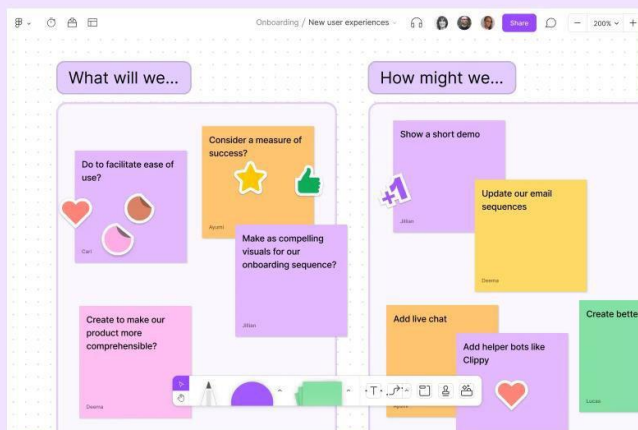 Onboarding / New user experiences
Share
200%
What will we...
How might we...
Do to facilitate ease of
use?
Carl
Consider a measure of
success?
Ayumi
Make as compelling
visuals for our
onboarding sequence?
Jillian
Create to make our
product more
comprehensible?
Deema
Show a short demo
+1
Jillian
Update our email
sequences
Deema
Add live chat
Ayumi
Add helper bots like
Clippy
Create bette
Lucas
T